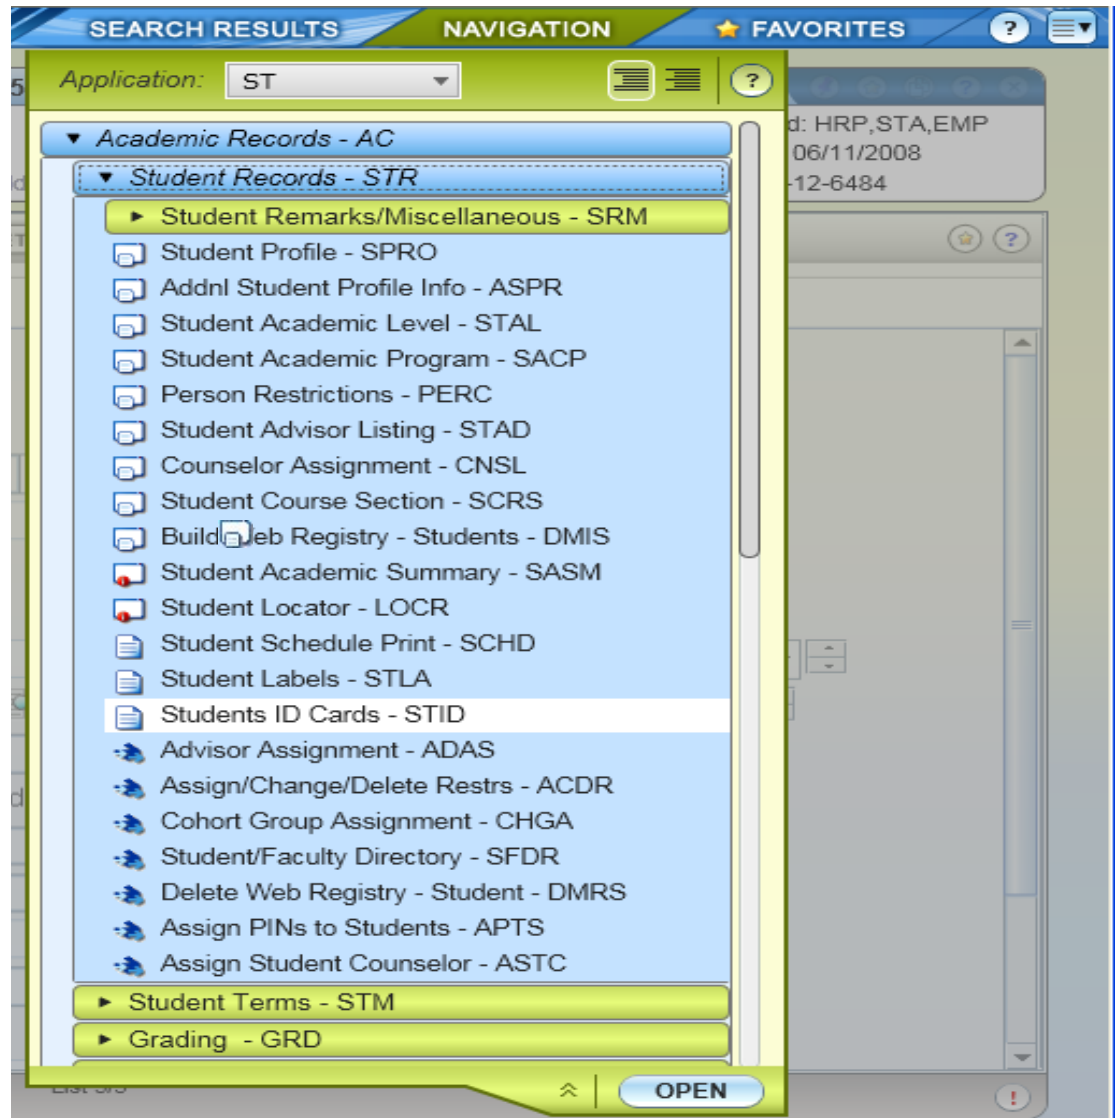 SEARCH RESULTS NAVIGATION FAVORITES ?
Application: ST ?
5
Academic Records - AC
d: HRP,STA,EMP
Student Records - STR
06/11/2008
-12-6484
Student Remarks/Miscellaneous - SRM
Student Profile - SPRO
?
Addnl Student Profile Info - ASPR
Student Academic Level - STAL
Student Academic Program - SACP
Person Restrictions - PERC
Student Advisor Listing - STAD
Counselor Assignment - CNSL
Student Course Section - SCRS
Build eb Registry - Students - DMIS
Student Academic Summary - SASM
Student Locator - LOCR
Student Schedule Print - SCHD
Student Labels - STLA
Students ID Cards - STID
Advisor Assignment - ADAS
Assign/Change/Delete Restrs - ACDR
Cohort Group Assignment - CHGA
Student/Faculty Directory - SFDR
Delete Web Registry - Student - DMRS
Assign PINs to Students - APTS
Assign Student Counselor - ASTC
Student Terms - STM
Grading - GRD
OPEN
!